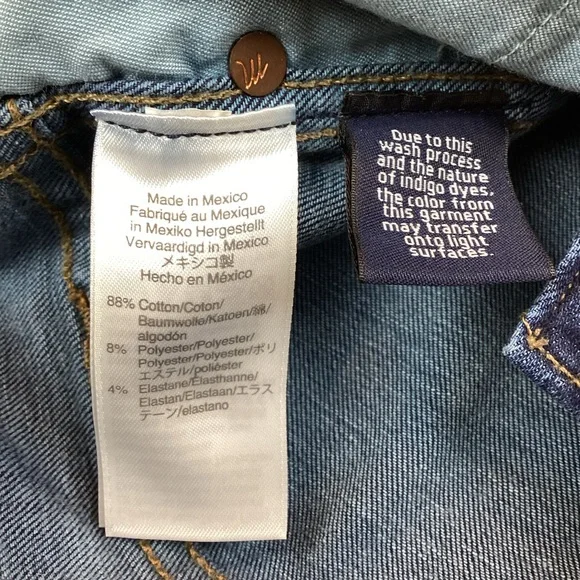 Made in Mexico
Fabriqué au Mexique
in Mexiko Hergestellt
Vervaardigd in Mexico
メキシコ製
Hecho en México
88% Cotton/Coton/
Baumwolle/Katoen/綿/
algodón
8% Polyester/Polyester/
Polyester/Polyester/ポリ
エステル/poliéster
4% Elastane/Élasthanne/
Elastan/Elastaan/エラス
テーン/elastano
Due to this
wash process
and the nature
of indigo dyes,
the color from
this garment
may transfer
onto light
surfaces.